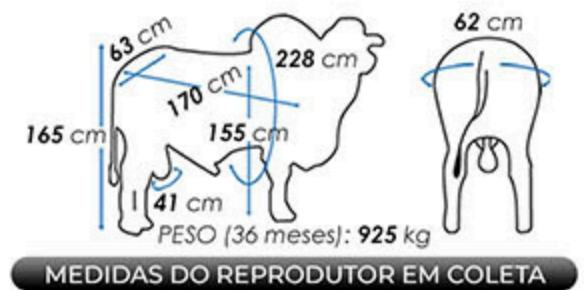 63 cm
62 cm
228 cm
170 cm
165 cm
155 cm
41 cm
PESO (36 meses): 925 kg
MEDIDAS DO REPRODUTOR EM COLETA